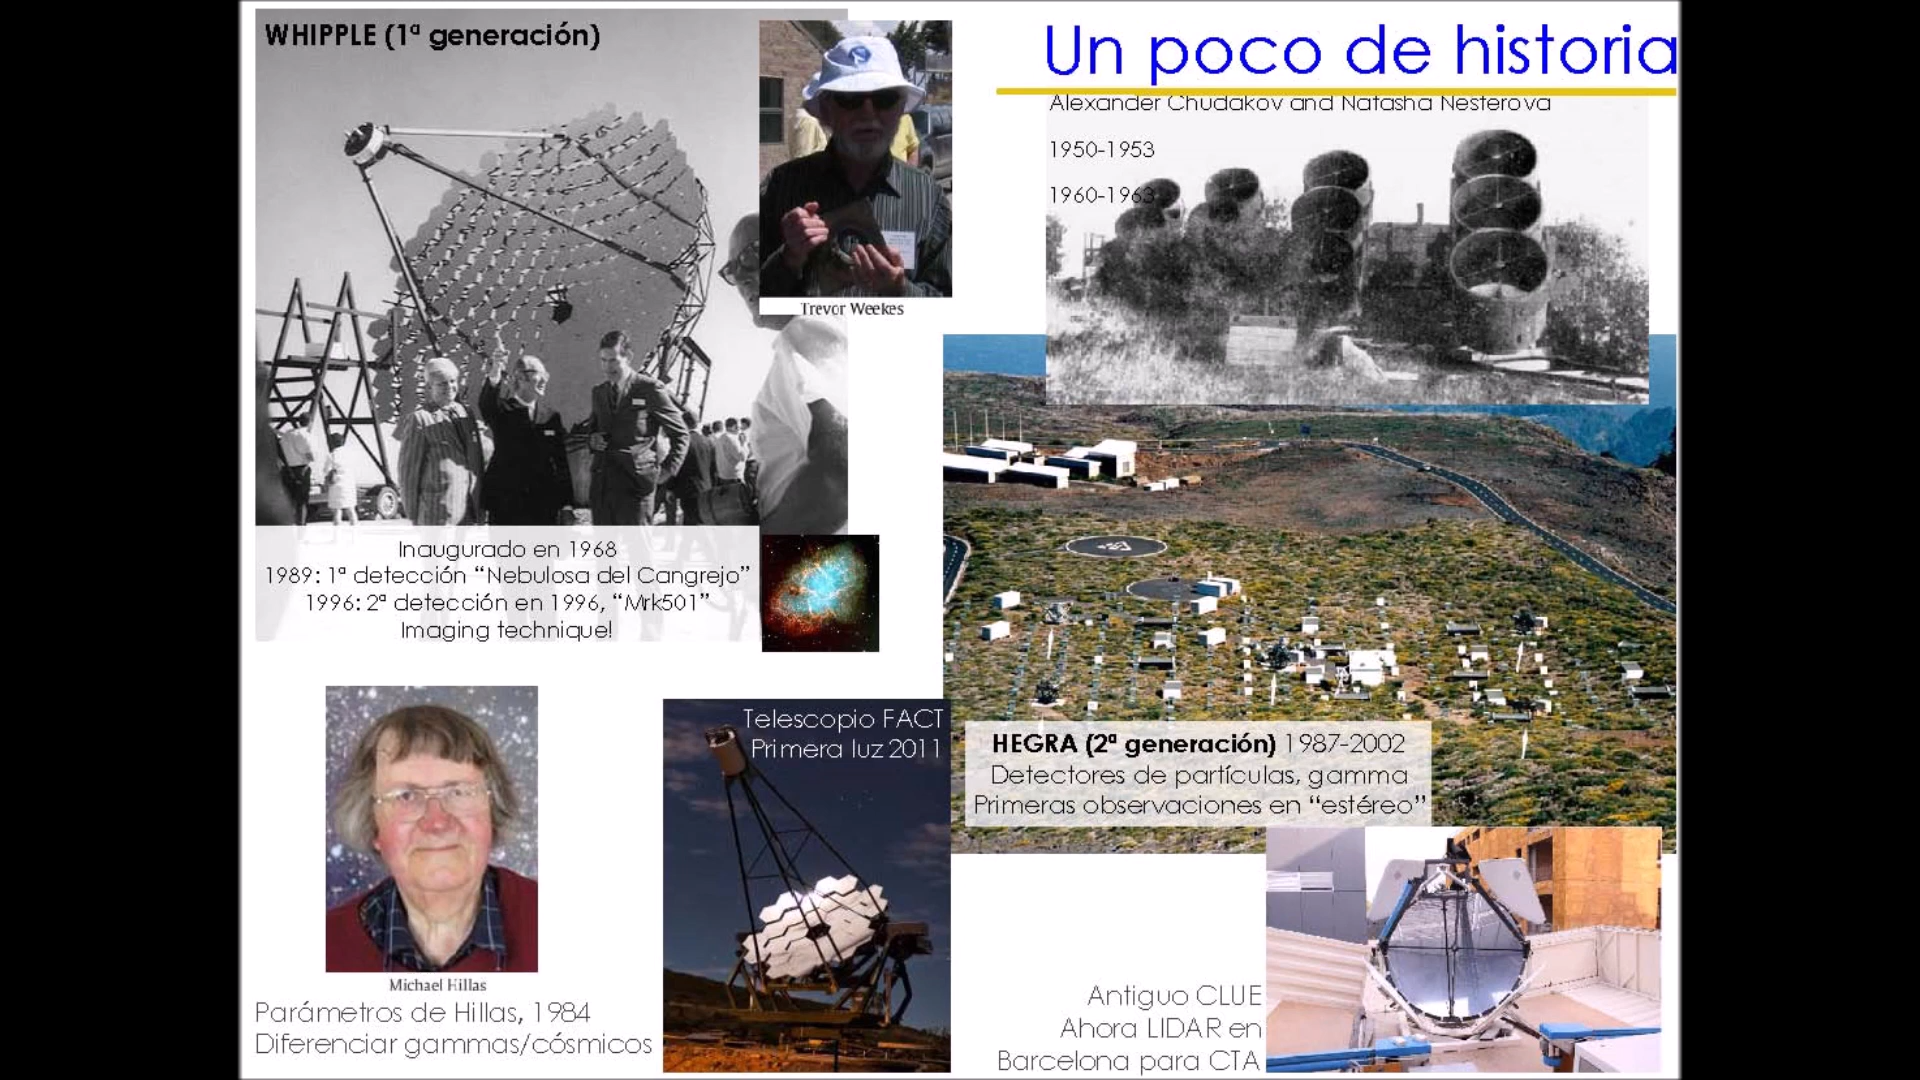 WHIPPLE (1ª generación)
Un poco de historia
Alexander Chudakov and Natasha Nesterova
1950-1953
1960-1963
Trevor Weekes
Inaugurado en 1968
1989: 1ª detección “Nebulosa del Cangrejo”
1996: 2ª detección en 1996, “Mrk501”
Imaging technique!
Telescopio FACT
Primera luz 2011
HEGRA (2ª generación) 1987-2002
Detectores de partículas, gamma
Primeras observaciones en “estéreo”
Michael Hillas
Parámetros de Hillas, 1984
Diferenciar gammas/cósmicos
Antiguo CLUE
Ahora LIDAR en
Barcelona para CTA